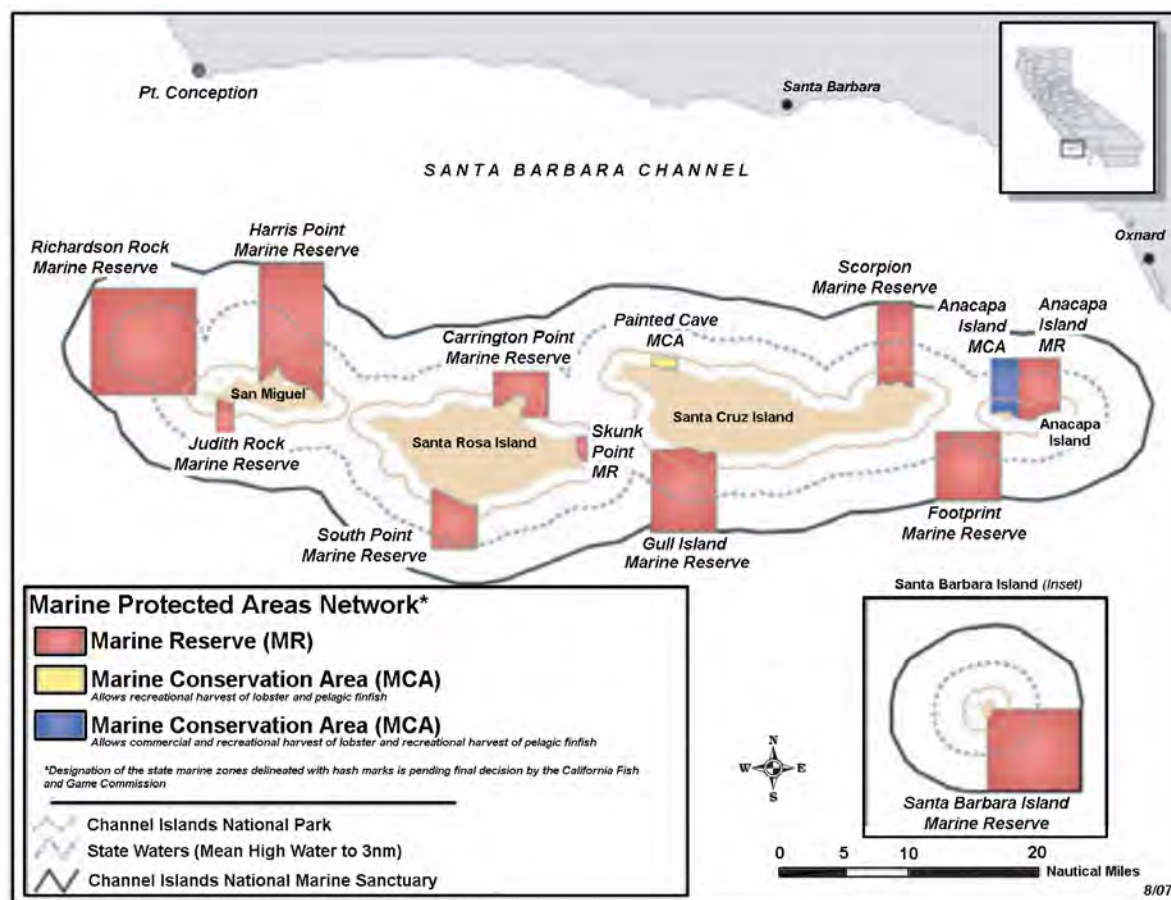 Pt. Conception
Santa Barbara
SANTA BARBARA CHANNEL
Oxnard
Richardson Rock
Marine Reserve
Harris Point
Marine Reserve
Scorpion
Marine Reserve
Anacapa
Island
MCA
Anacapa
Island
MR
Painted Cave
MCA
Carrington Point
Marine Reserve
San Miguel
Santa Cruz Island
Anacapa
Island
Santa Rosa Island
Skunk
Point
MR
Judith Rock
Marine Reserve
South Point
Marine Reserve
Gull Island
Marine Reserve
Footprint
Marine Reserve
Marine Protected Areas Network*
Marine Reserve (MR)
Marine Conservation Area (MCA)
Allows recreational harvest of lobster and pelagic finfish
Marine Conservation Area (MCA)
Allows commercial and recreational harvest of lobster and recreational harvest of pelagic finfish
*Designation of the state marine zones delineated with hash marks is pending final decision by the California Fish
and Game Commission
Channel Islands National Park
State Waters (Mean High Water to 3nm)
Channel Islands National Marine Sanctuary
Santa Barbara Island (Inset)
Santa Barbara Island
Marine Reserve
N
W E
S
0 5 10 20
Nautical Miles
8/07